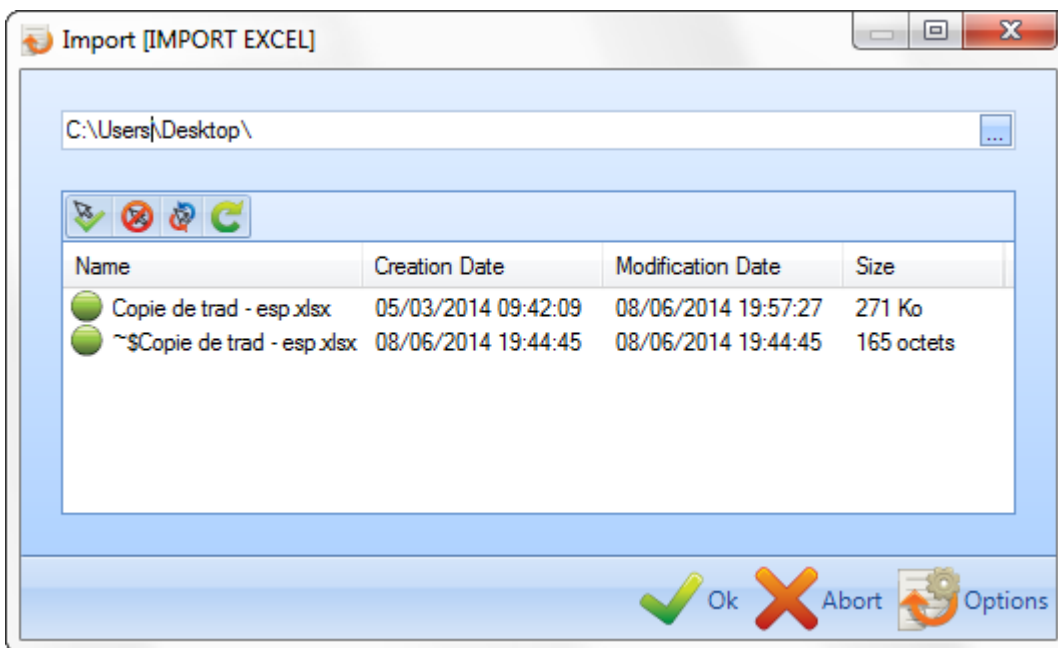 Import [IMPORT EXCEL]
C:\Users\Desktop\
...
Name Creation Date Modification Date Size
Copie de trad - esp.xlsx 05/03/2014 09:42:09 08/06/2014 19:57:27 271 Ko
~$Copie de trad - esp.xlsx 08/06/2014 19:44:45 08/06/2014 19:44:45 165 octets
Ok Abort Options